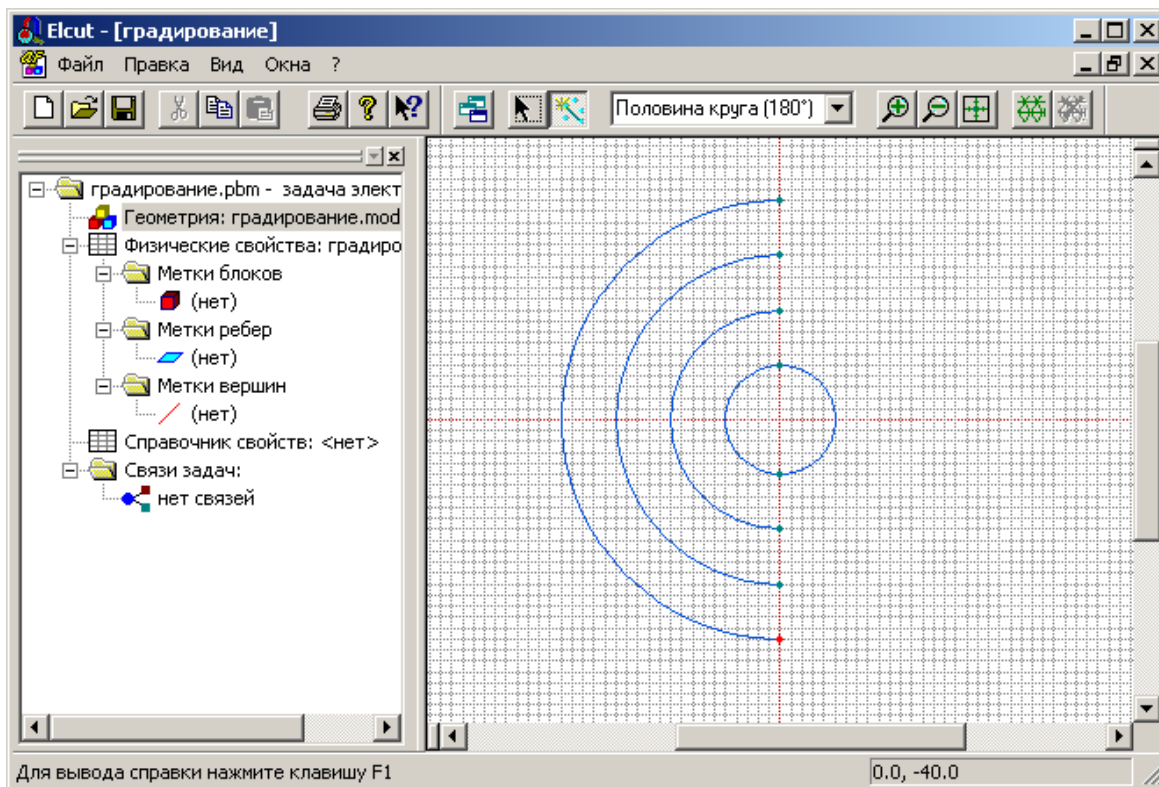 Elcut - [градирование]
Файл Правка Вид Окна ?
Половина круга (180°)
градирование.pbm - задача элект
Геометрия: градирование.mod
Физические свойства: градиро
Метки блоков
(нет)
Метки ребер
(нет)
Метки вершин
(нет)
Справочник свойств: <нет>
Связи задач:
нет связей
Для вывода справки нажмите клавишу F1
0.0, -40.0